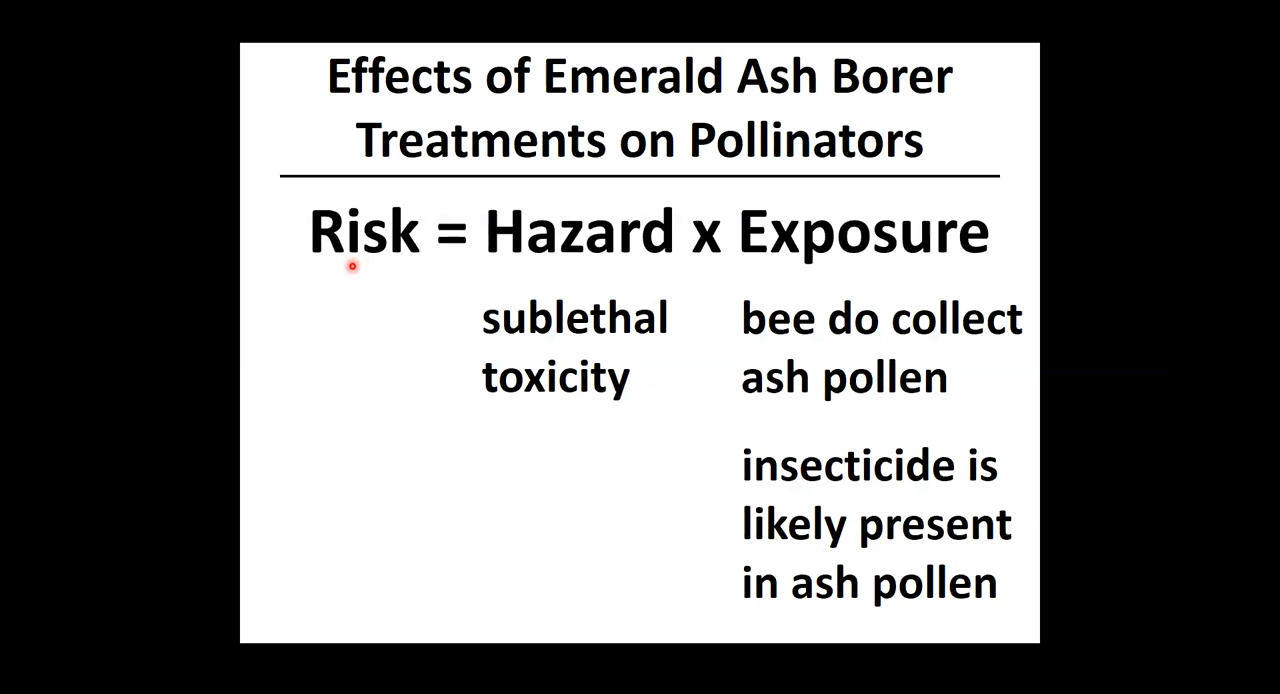 Effects of Emerald Ash Borer
Treatments on Pollinators
Risk = Hazard x Exposure
sublethal
toxicity
bee do collect
ash pollen
insecticide is
likely present
in ash pollen